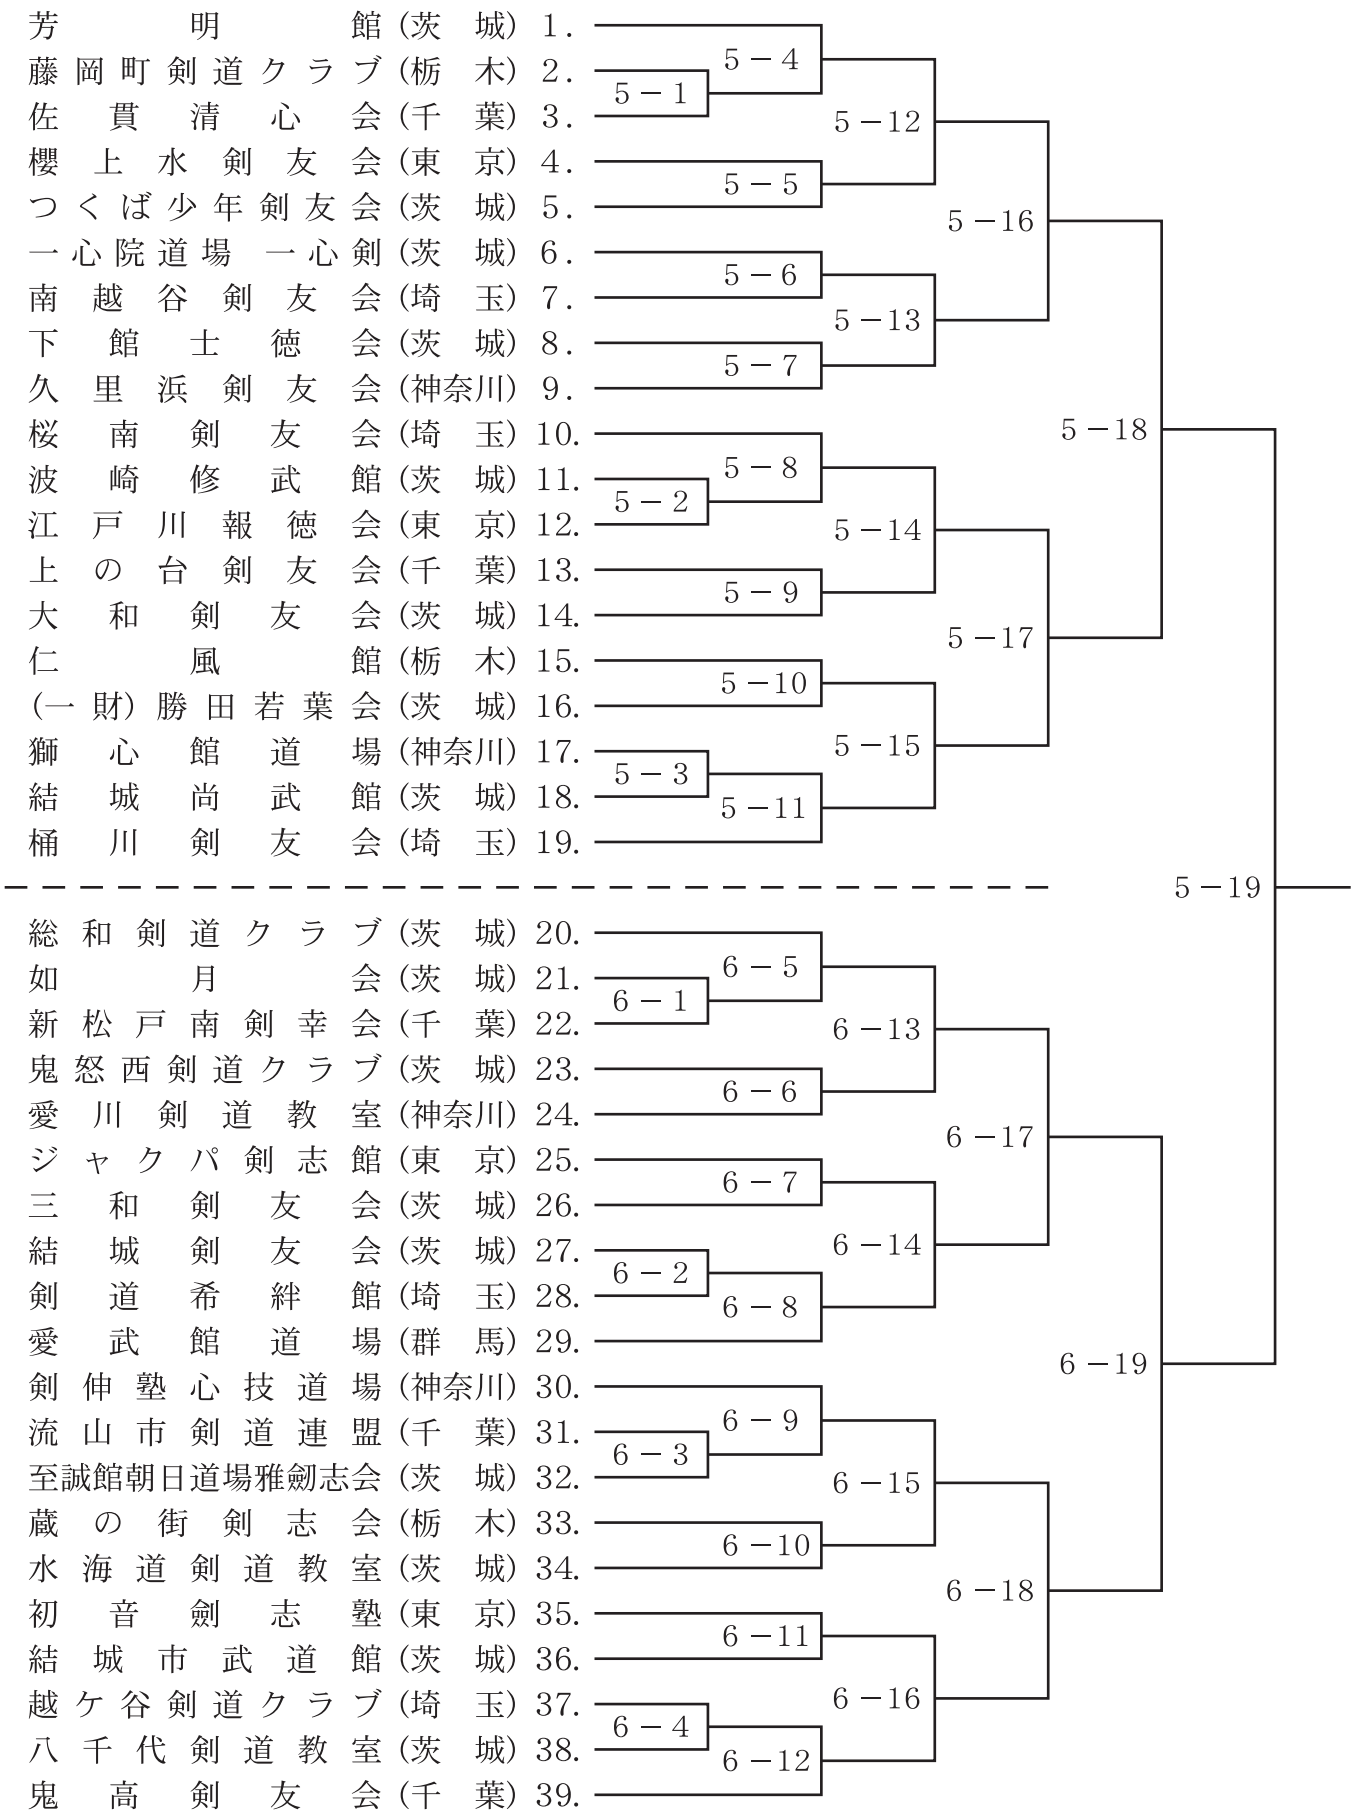 芳明館(茨城) 1.
藤岡町剣道クラブ(栃木) 2.
佐貫清心会(千葉) 3.
櫻上水剣友会(東京) 4.
つくば少年剣友会(茨城) 5.
一心院道場 一心剣(茨城) 6.
南越谷剣友会(埼玉) 7.
下館士徳会(茨城) 8.
久里浜剣友会(神奈川) 9.
桜南剣友会(埼玉) 10.
波崎修武館(茨城) 11.
江戸川報徳会(東京) 12.
上の台剣友会(千葉) 13.
大和剣友会(茨城) 14.
仁風館(栃木) 15.
(一財)勝田若葉会(茨城) 16.
獅心館道場(神奈川) 17.
結城尚武館(茨城) 18.
桶川剣友会(埼玉) 19.
総和剣道クラブ(茨城) 20.
如月会(茨城) 21.
新松戸南剣幸会(千葉) 22.
鬼怒西剣道クラブ(茨城) 23.
愛川剣道教室(神奈川) 24.
ジャクパ剣志館(東京) 25.
三和剣友会(茨城) 26.
結城剣友会(茨城) 27.
剣道希絆館(埼玉) 28.
愛武館道場(群馬) 29.
剣伸塾心技道場(神奈川) 30.
流山市剣道連盟(千葉) 31.
至誠館朝日道場雅劒志会(茨城) 32.
蔵の街剣志会(栃木) 33.
水海道剣道教室(茨城) 34.
初音劍志塾(東京) 35.
結城市武道館(茨城) 36.
越ケ谷剣道クラブ(埼玉) 37.
八千代剣道教室(茨城) 38.
鬼高剣友会(千葉) 39.
5－1
5－2
5－3
6－1
6－2
6－3
6－4
5－4
5－5
5－6
5－7
5－8
5－9
5－10
5－11
6－5
6－6
6－7
6－8
6－9
6－10
6－11
6－12
5－12
5－13
5－14
5－15
6－13
6－14
6－15
6－16
5－16
5－17
6－17
6－18
5－18
6－19
5－19